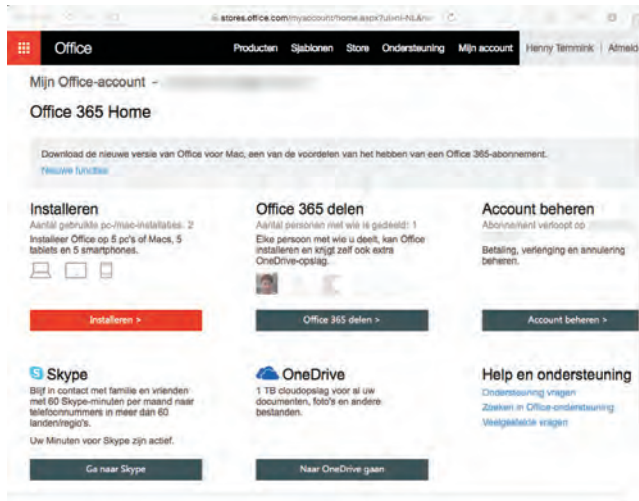 stores.office.com/myaccount/home.aspx?ui=nl-NL&
Office Producten Sjablonen Store Ondersteuning Mijn account Henny Temmink Afmeld
Mijn Office-account -
Office 365 Home
Download de nieuwe versie van Office voor Mac, een van de voordelen van het hebben van een Office 365-abonnement.
Nieuwe functies
Installeren
Aantal gebruikte pc-/mac-installaties: 2
Installeer Office op 5 pc's of Macs, 5
tablets en 5 smartphones.
Installeren >
Office 365 delen
Aantal personen met wie is gedeeld: 1
Elke persoon met wie u deelt, kan Office
installeren en krijgt zelf ook extra
OneDrive-opslag.
Office 365 delen >
Account beheren
Abonnement verloopt op
Betaling, verlenging en annulering
beheren.
Account beheren >
Skype
Blijf in contact met familie en vrienden
met 60 Skype-minuten per maand naar
telefoonnummers in meer dan 60
landen/regio's.
Uw Minuten voor Skype zijn actief.
Ga naar Skype
OneDrive
1 TB cloudopslag voor al uw
documenten, foto's en andere
bestanden.
Naar OneDrive gaan
Help en ondersteuning
Ondersteuning vragen
Zoeken in Office-ondersteuning
Veelgestelde vragen